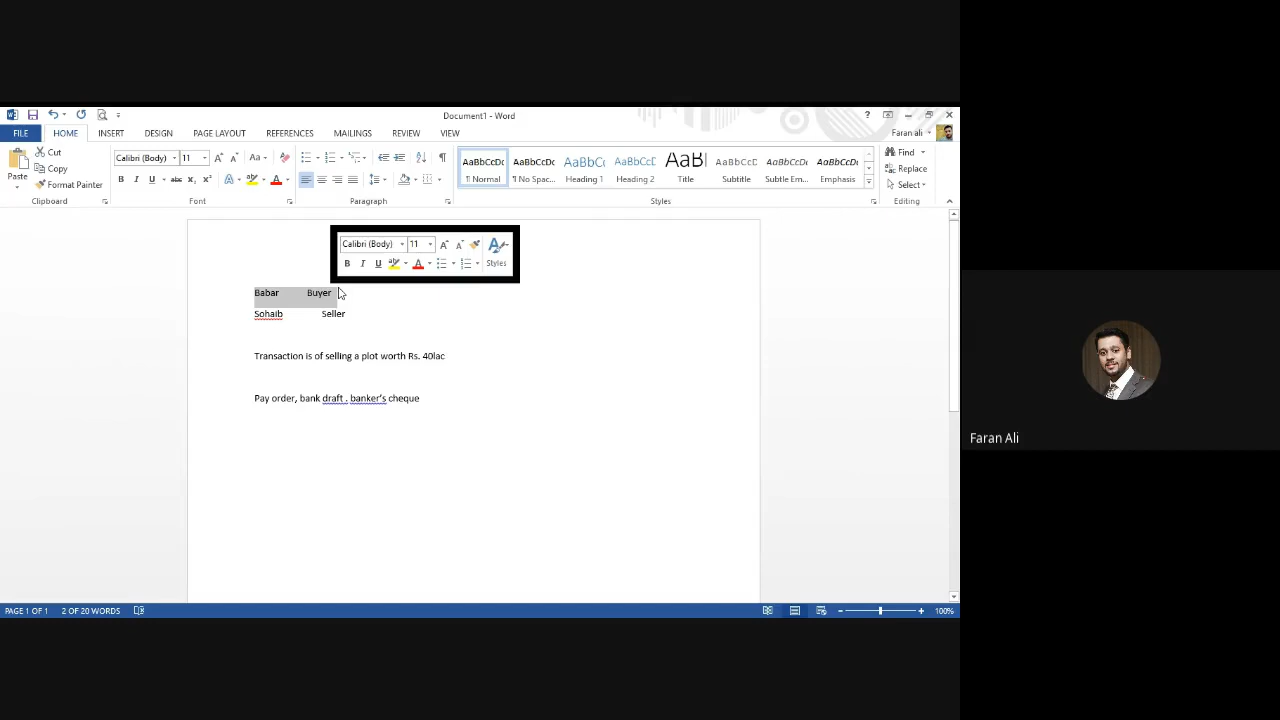 Document1 - Word
Faran ali
FILE HOME INSERT DESIGN PAGE LAYOUT REFERENCES MAILINGS REVIEW VIEW
Paste
Cut
Copy
Format Painter
Clipboard
Calibri (Body) 11
Font
Paragraph
AaBbCcDc AaBbCcDc AaBbCc AaBbCcD AaBl AaBbCcD AaBbCcDc AaBbCcDc
¶ Normal ¶ No Spac... Heading 1 Heading 2 Title Subtitle Subtle Em... Emphasis
Styles
Find
Replace
Select
Editing
Calibri (Body) 11
B I U
Styles
Babar Buyer
Sohaib Seller
Transaction is of selling a plot worth Rs. 40lac
Pay order, bank draft . banker's cheque
PAGE 1 OF 1 2 OF 20 WORDS
100%
Faran Ali